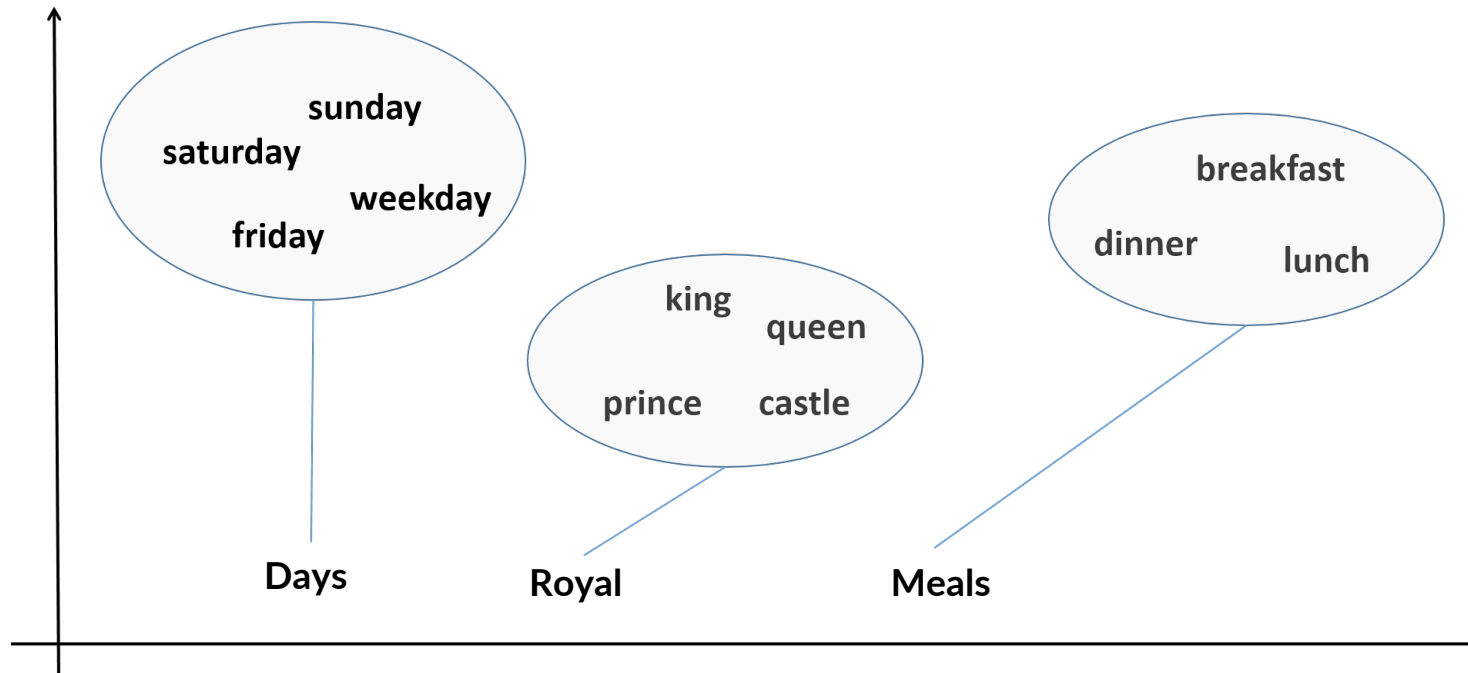 sunday
saturday
weekday
friday
king
queen
prince castle
breakfast
dinner
lunch
Days
Royal
Meals